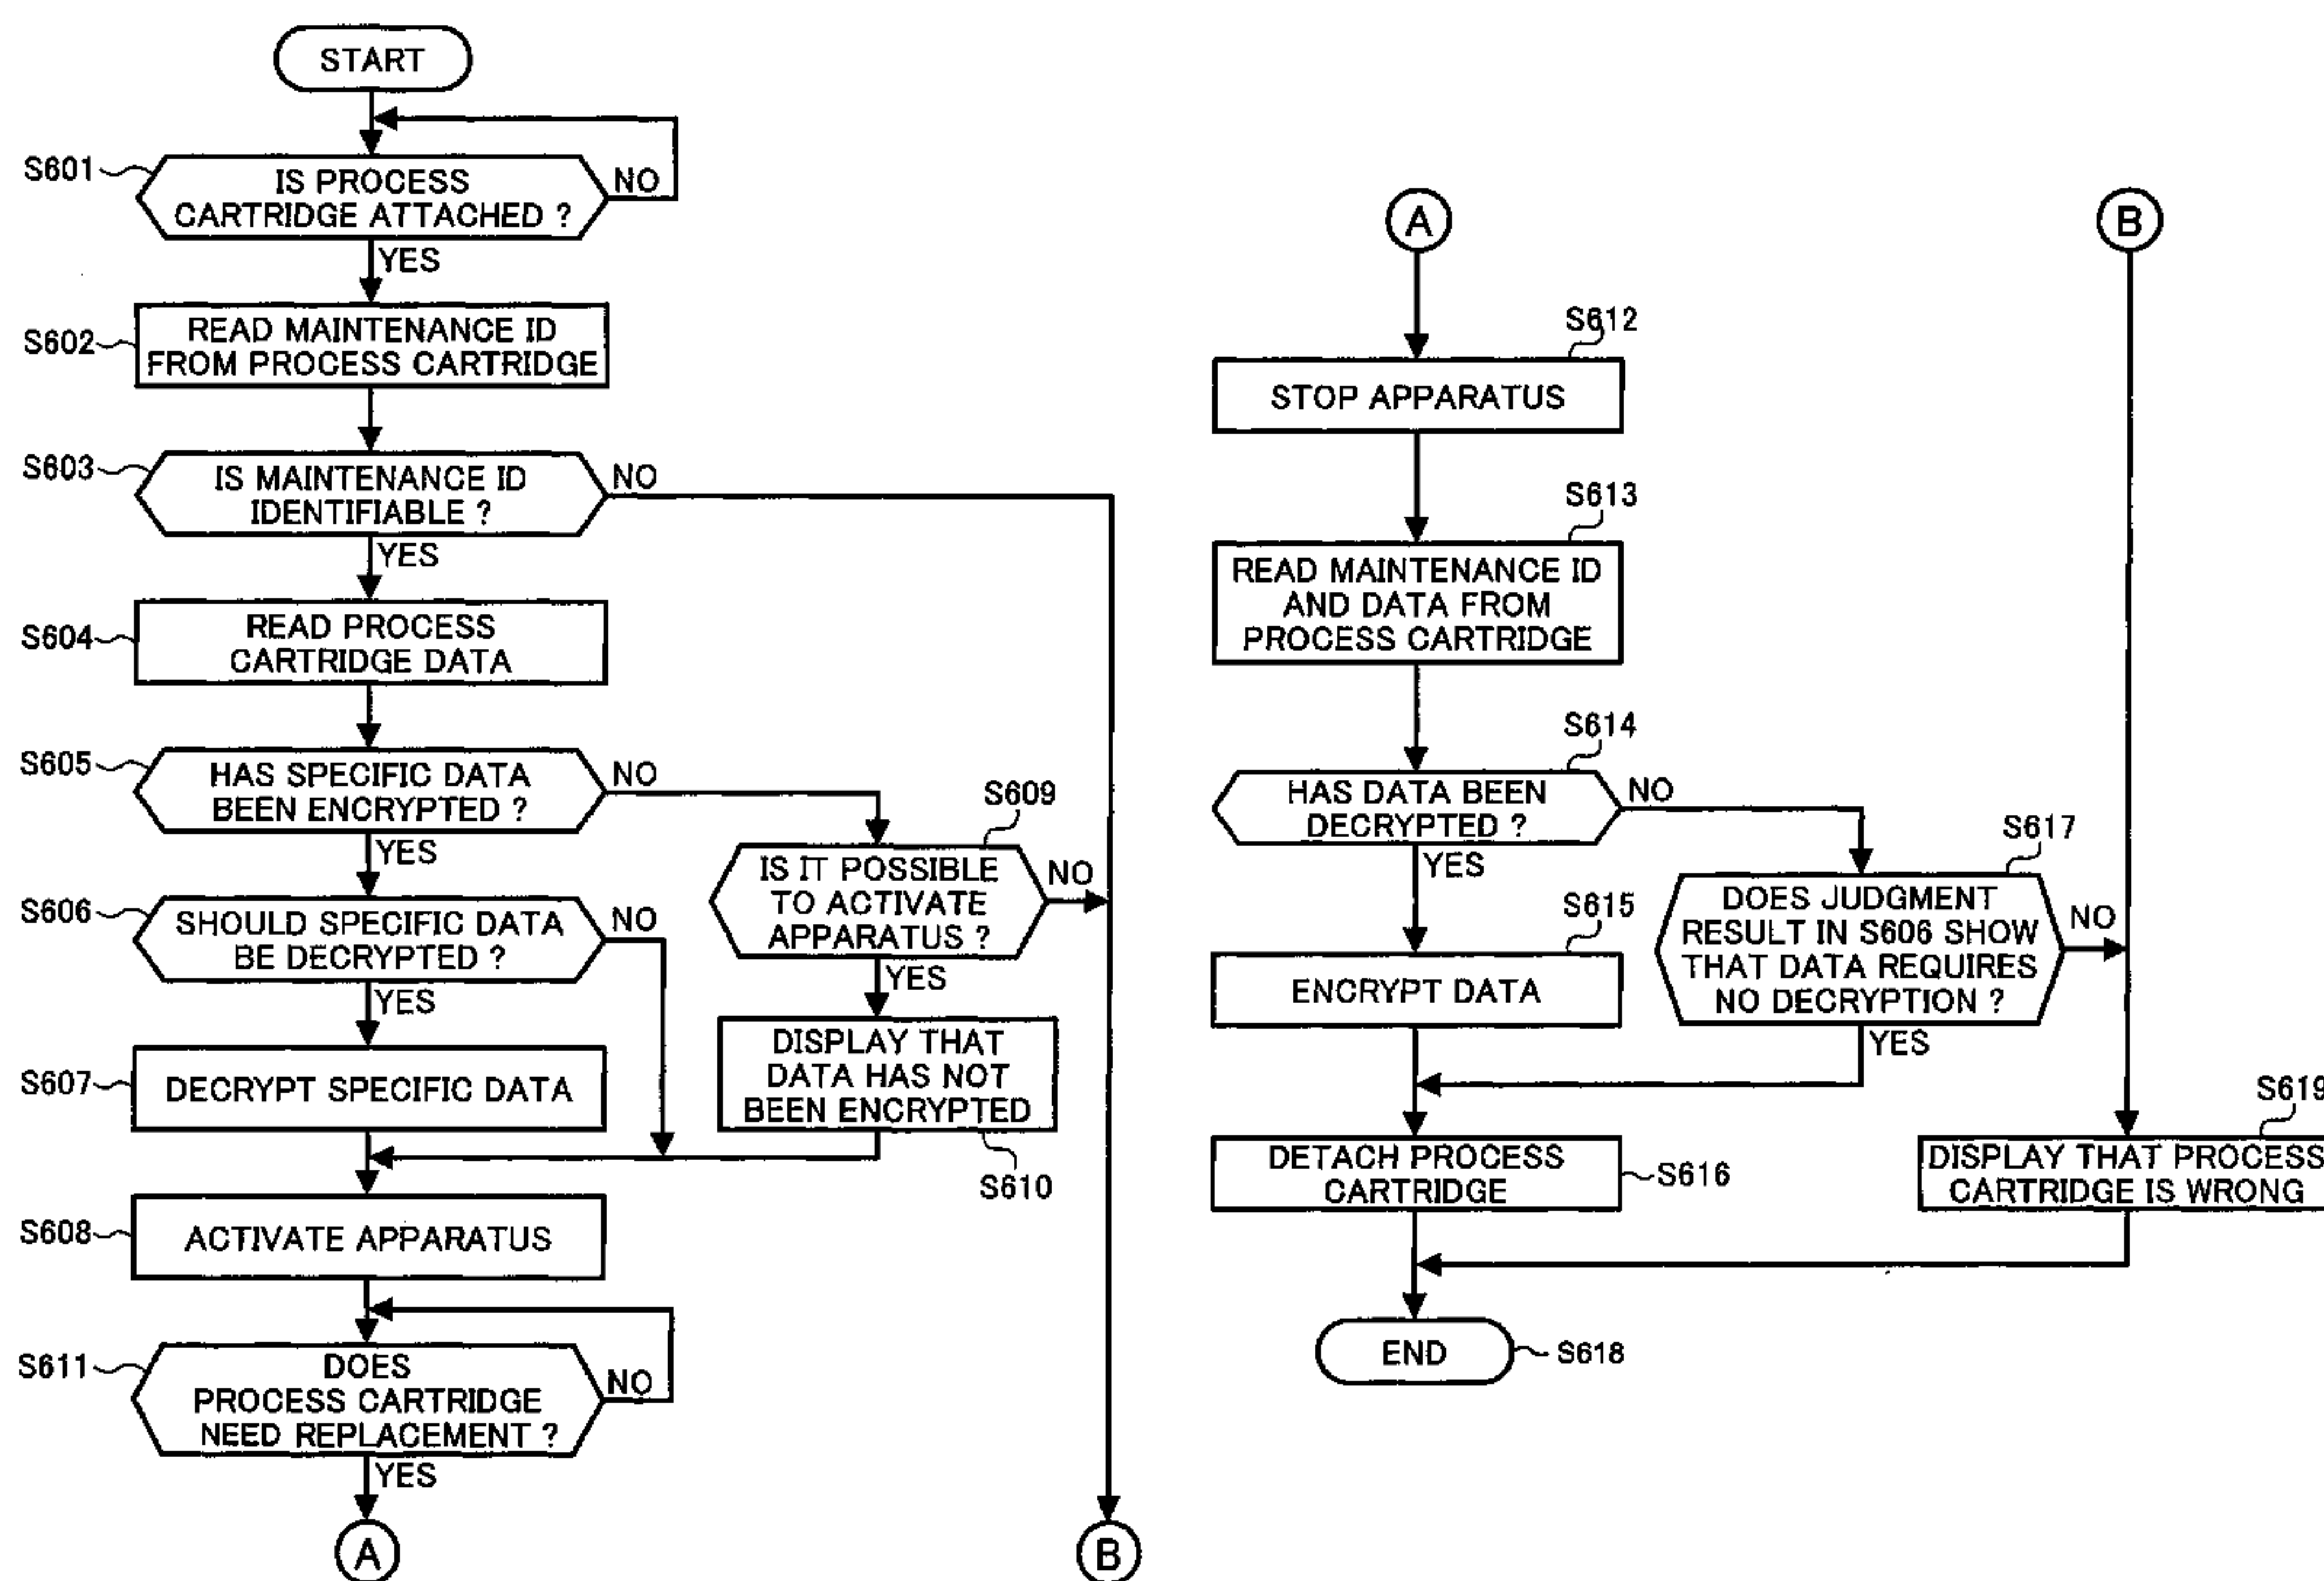 START
S601
IS PROCESS
CARTRIDGE ATTACHED ?
NO
YES
S602
READ MAINTENANCE ID
FROM PROCESS CARTRIDGE
S603
IS MAINTENANCE ID
IDENTIFIABLE ?
NO
YES
S604
READ PROCESS
CARTRIDGE DATA
S605
HAS SPECIFIC DATA
BEEN ENCRYPTED ?
NO
YES
S606
SHOULD SPECIFIC DATA
BE DECRYPTED ?
NO
YES
S607
DECRYPT SPECIFIC DATA
S609
IS IT POSSIBLE
TO ACTIVATE
APPARATUS ?
NO
YES
DISPLAY THAT
DATA HAS NOT
BEEN ENCRYPTED
S610
S608
ACTIVATE APPARATUS
S611
DOES
PROCESS CARTRIDGE
NEED REPLACEMENT ?
NO
YES
A
B
A
B
S612
STOP APPARATUS
S613
READ MAINTENANCE ID
AND DATA FROM
PROCESS CARTRIDGE
S614
HAS DATA BEEN
DECRYPTED ?
NO
YES
S615
ENCRYPT DATA
S617
DOES JUDGMENT
RESULT IN S606 SHOW
THAT DATA REQUIRES
NO DECRYPTION ?
NO
YES
DETACH PROCESS
CARTRIDGE
S616
S619
DISPLAY THAT PROCESS
CARTRIDGE IS WRONG
END
S618